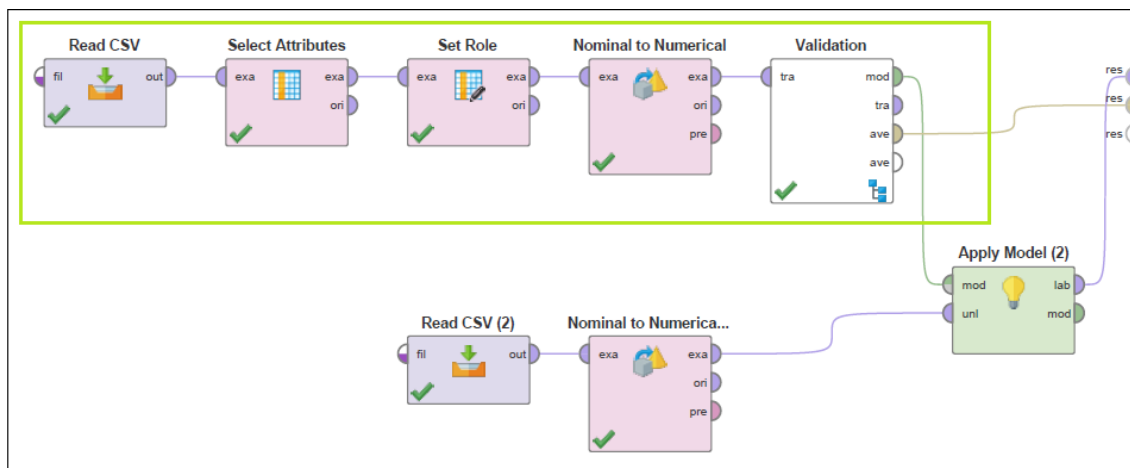 Read CSV
fil
out
Select Attributes
exa
exa
ori
Set Role
exa
exa
ori
Nominal to Numerical
exa
exa
ori
pre
Validation
tra
mod
tra
ave
ave
res
res
res
Apply Model (2)
mod
lab
unl
mod
Read CSV (2)
fil
out
Nominal to Numerica...
exa
exa
ori
pre